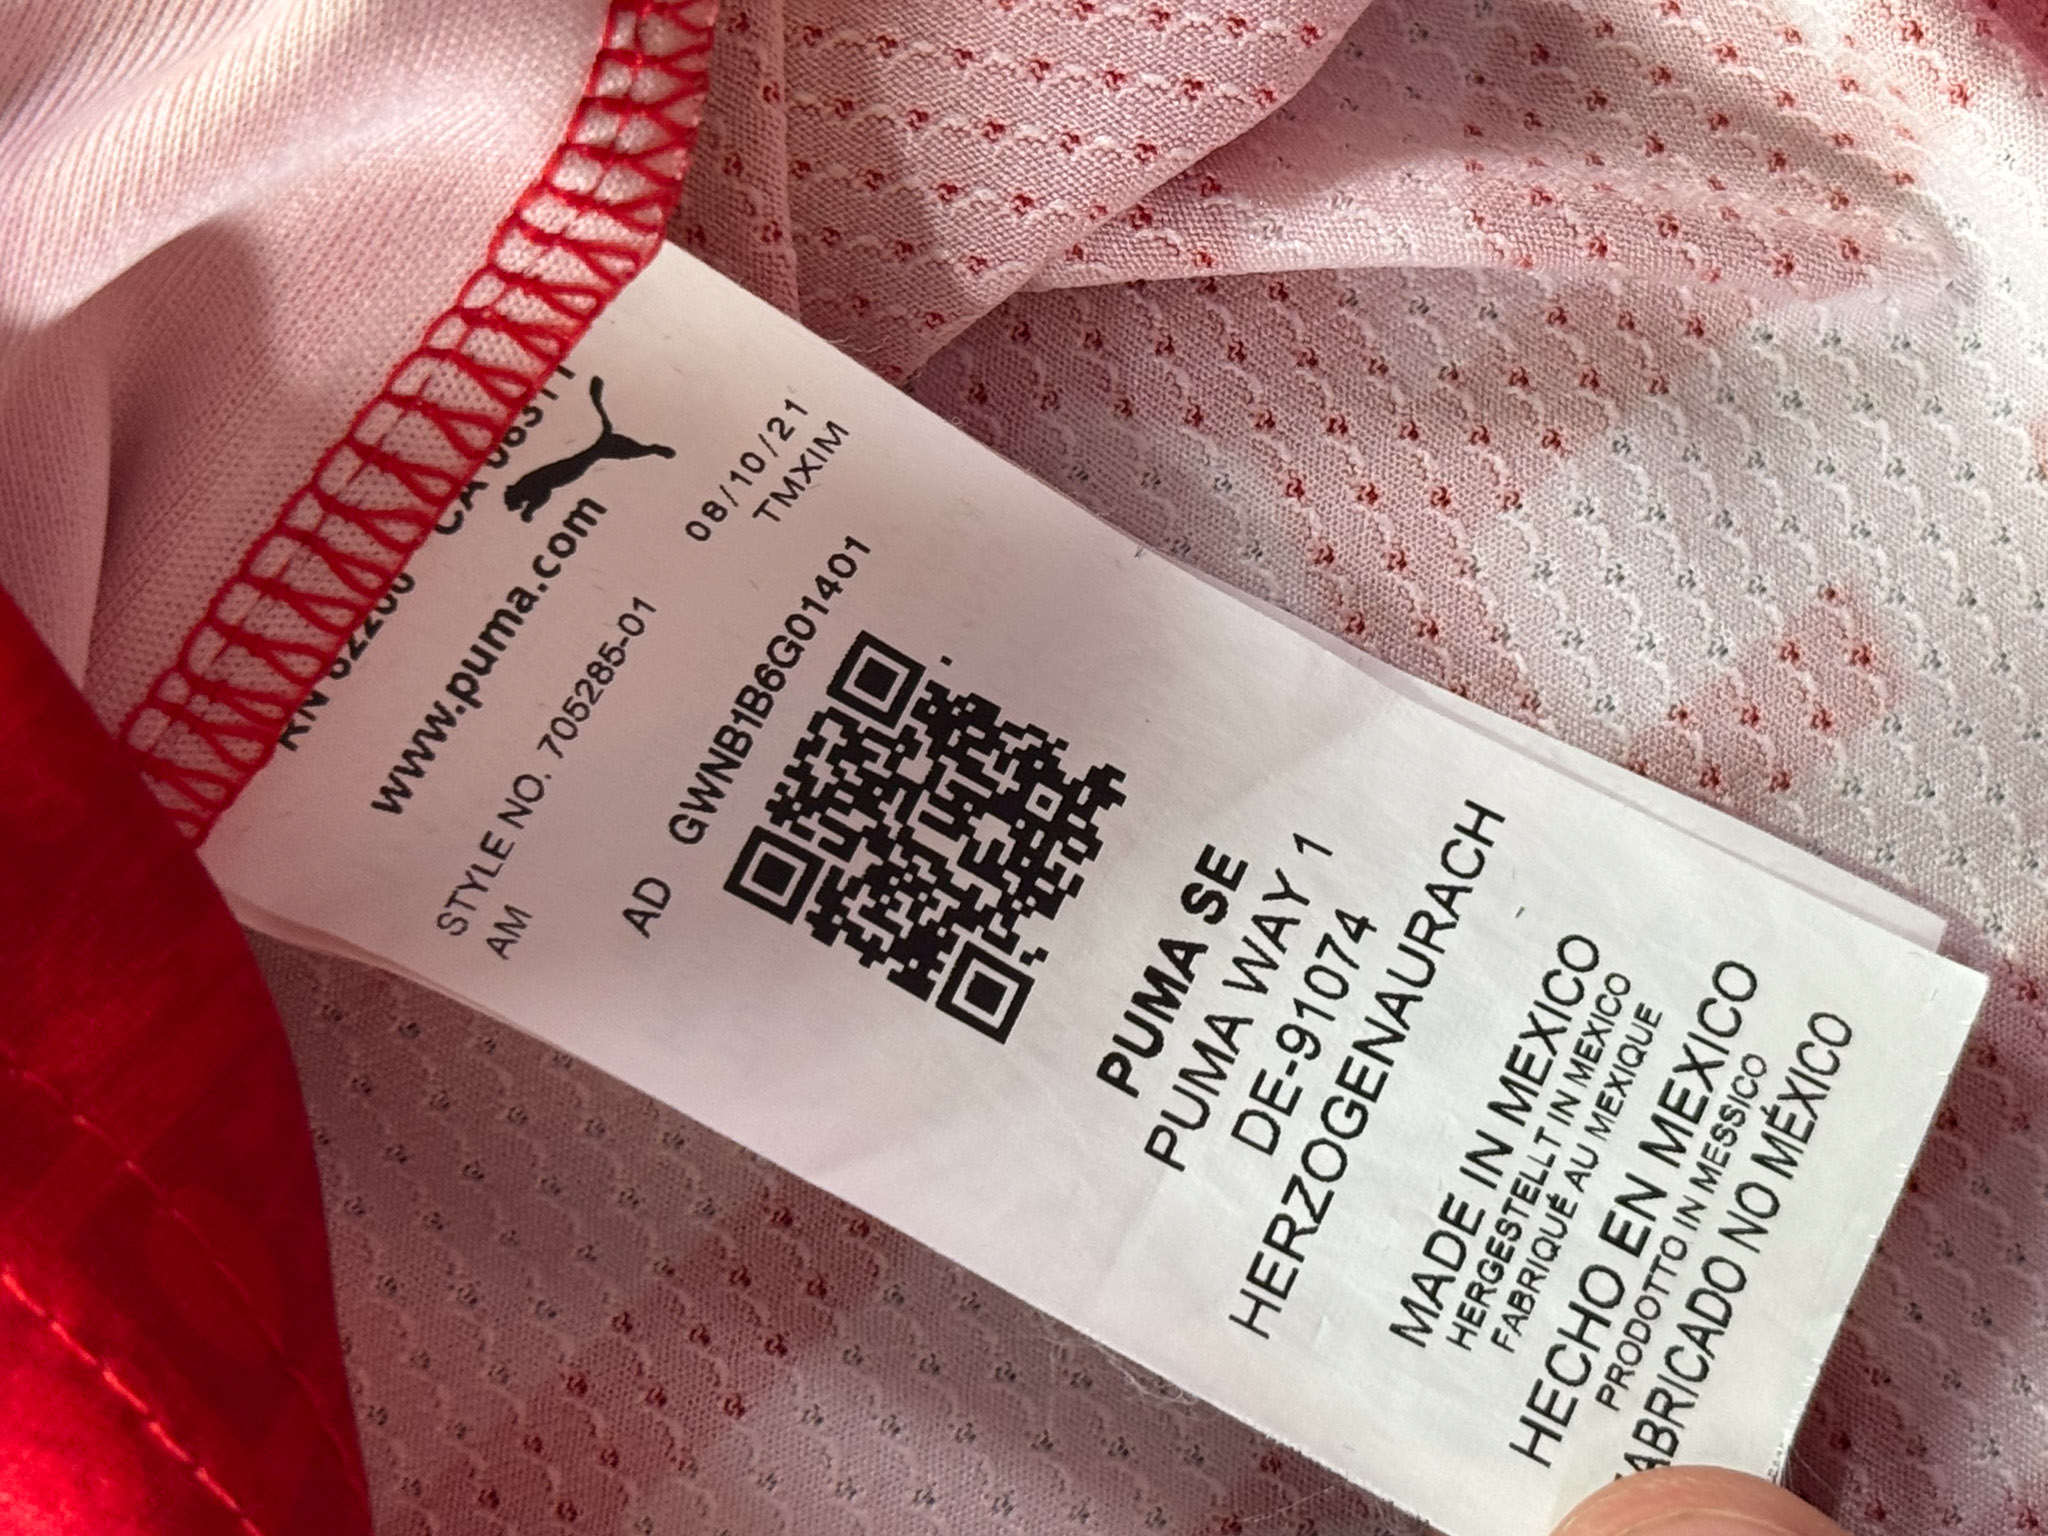 www.puma.com
STYLE NO. 705285-01
AM
08/10/21
TMXIM
AD
GWNB1B6G01401
PUMA SE
PUMA WAY 1
DE-91074
HERZOGENAURACH
MADE IN MEXICO
HERGESTELLT IN MEXICO
FABRIQUÉ AU MEXIQUE
HECHO EN MEXICO
PRODOTTO IN MESSICO
NO MÉXICO